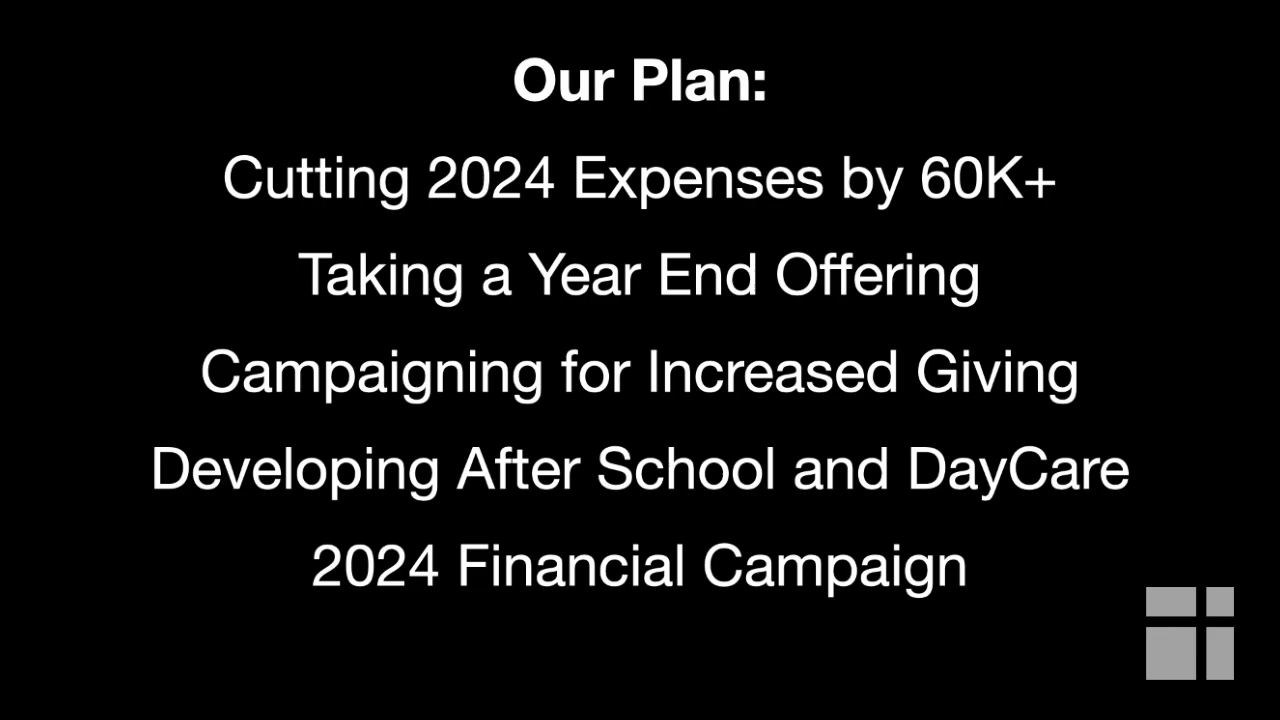 Our Plan:
Cutting 2024 Expenses by 60K+
Taking a Year End Offering
Campaigning for Increased Giving
Developing After School and DayCare
2024 Financial Campaign